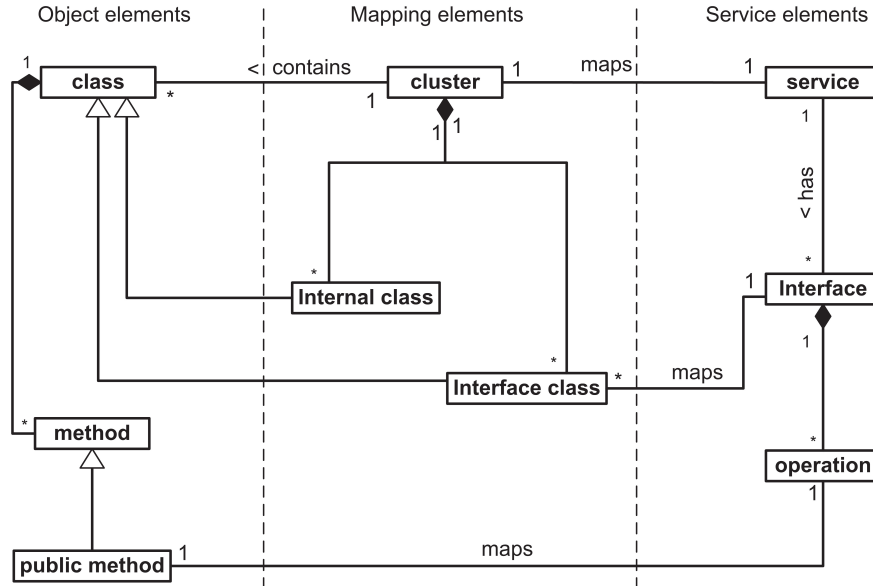 Object elements
Mapping elements
Service elements
1
class
*
< contains
1
cluster
1
maps
1
service
1
1
1
< has
*
*
Internal class
1
Interface
1
*
Interface class
*
maps
*
method
*
operation
1
public method
1
maps